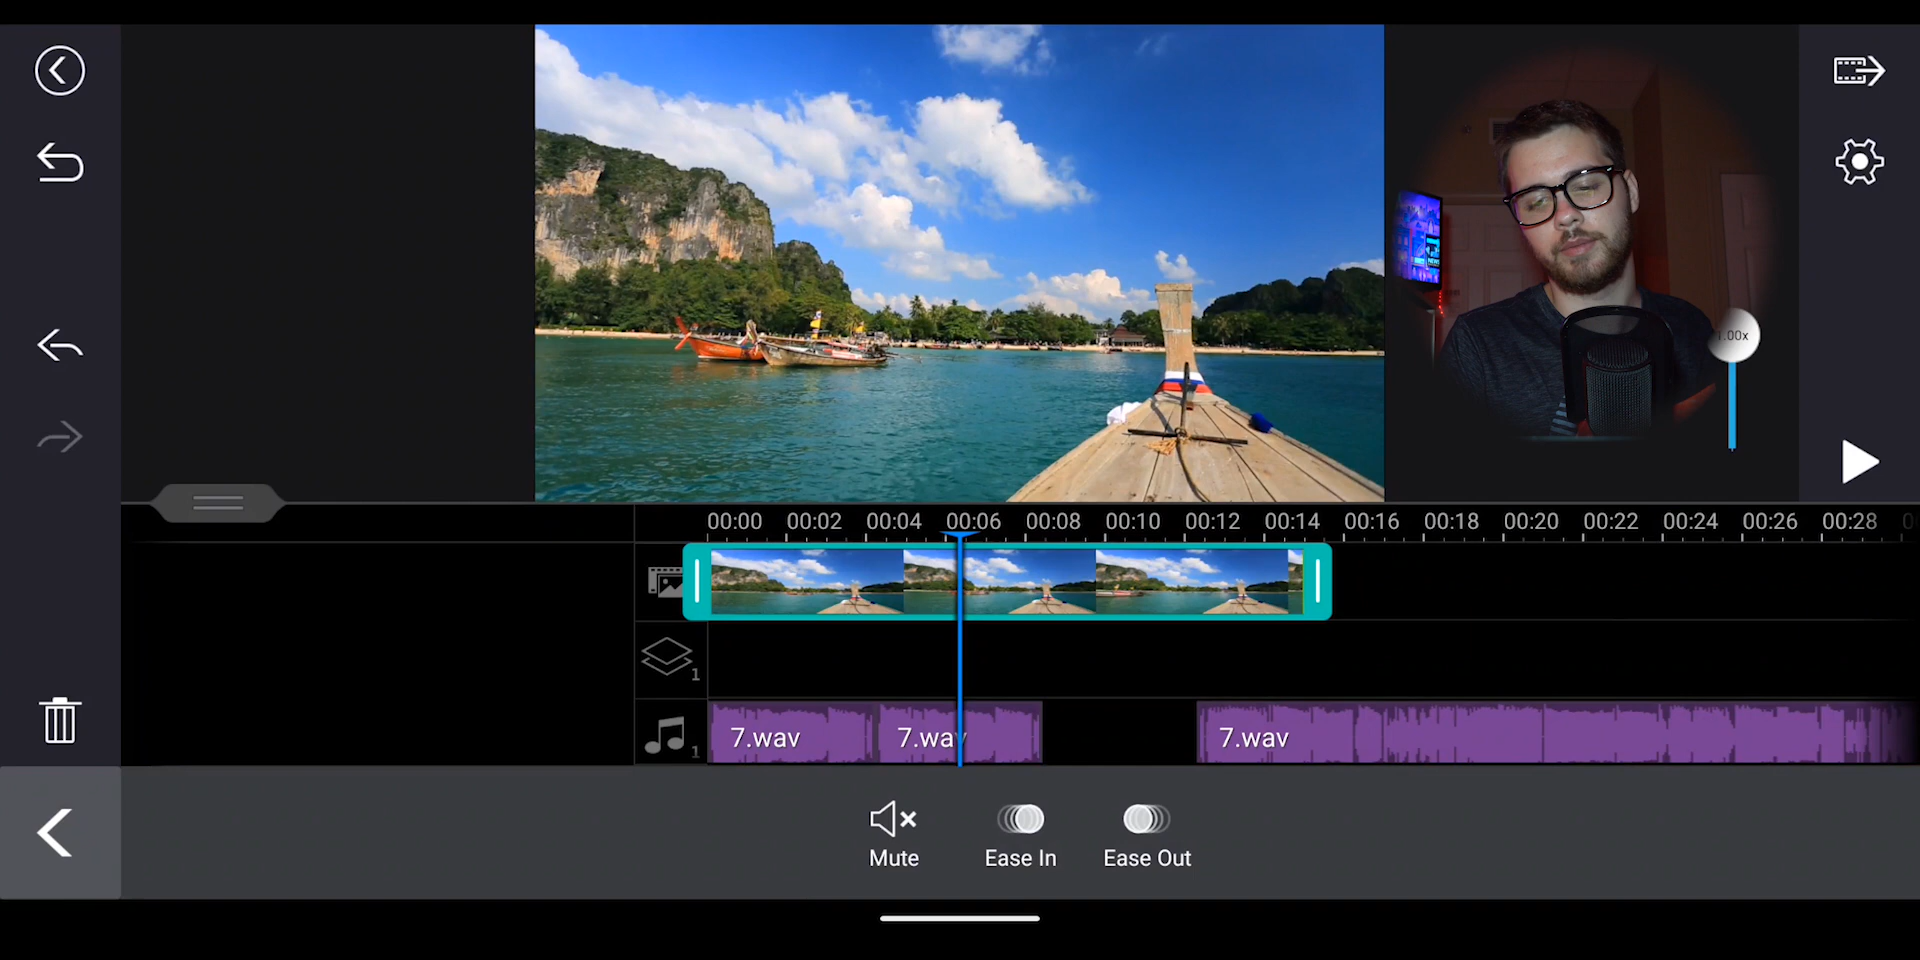 1.00x
00:00 00:02 00:04 00:06 00:08 00:10 00:12 00:14 00:16 00:18 00:20 00:22 00:24 00:26 00:28
1
7.wav 7.wav 7.wav
1
Mute Ease In Ease Out